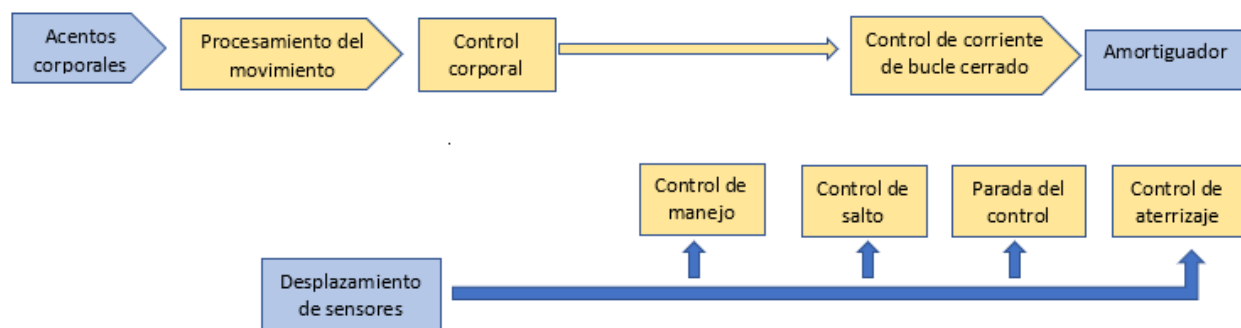 Acentos
corporales
Procesamiento del
movimiento
Control
corporal
Control de corriente
de bucle cerrado
Amortiguador
Control de
manejo
Control de
salto
Parada del
control
Control de
aterrizaje
Desplazamiento
de sensores